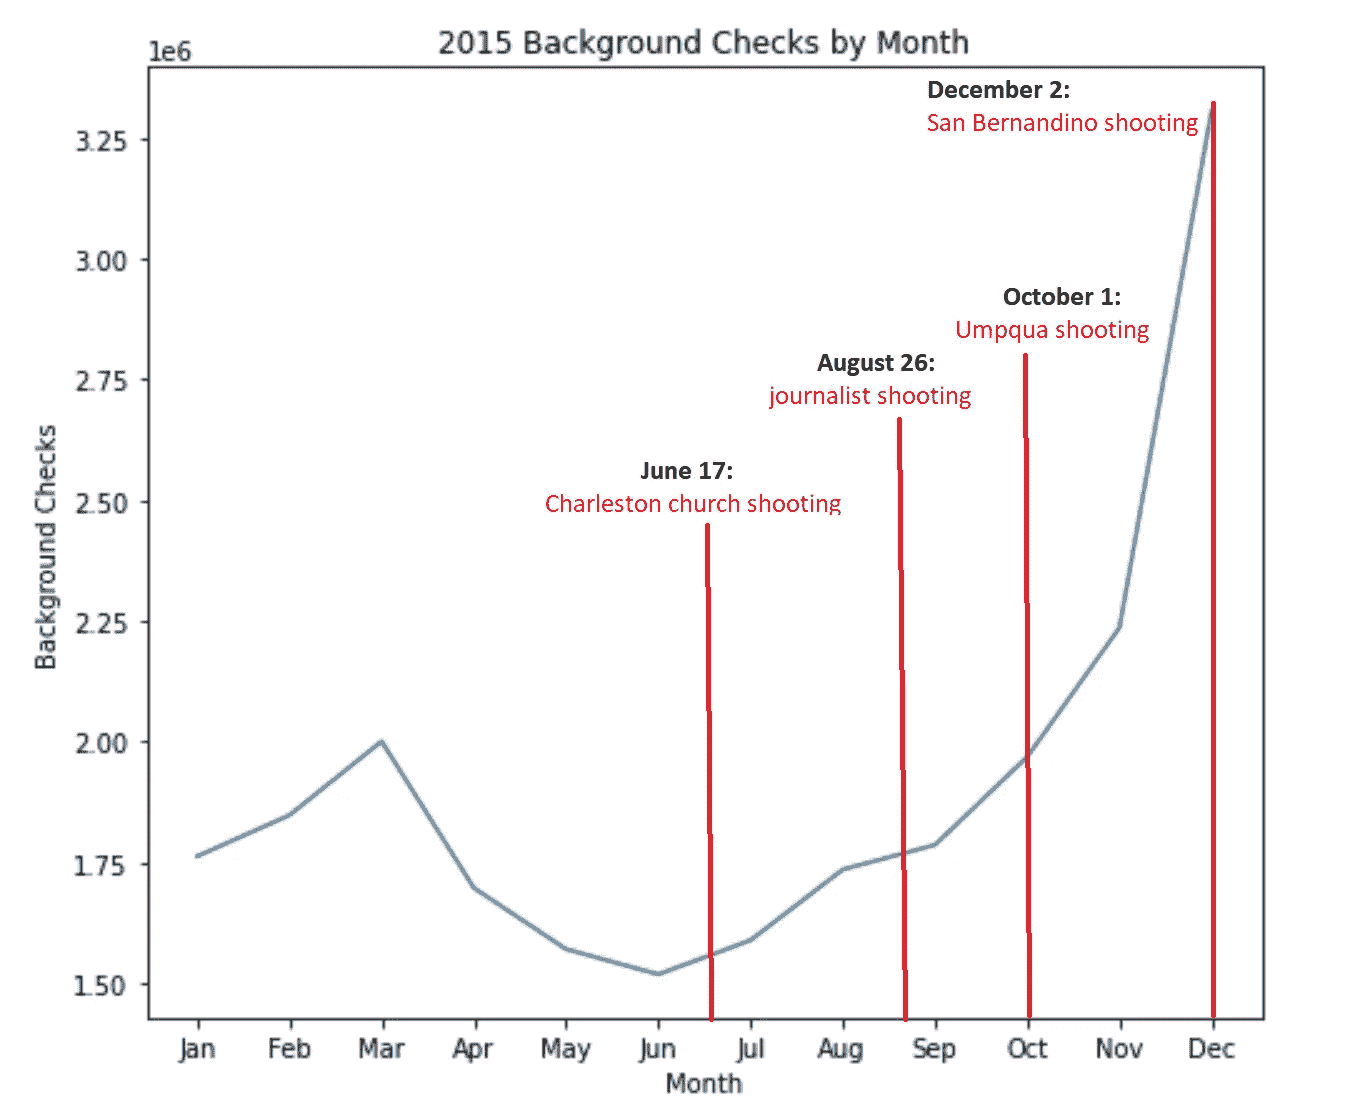 2015 Background Checks by Month
1e6
December 2:
San Bernandino shooting
3.25
3.00
October 1:
Umpqua shooting
August 26:
journalist shooting
2.75
June 17:
Charleston church shooting
2.50
Background Checks
2.25
2.00
1.75
1.50
Jan Feb Mar Apr May Jun Jul Aug Sep Oct Nov Dec
Month